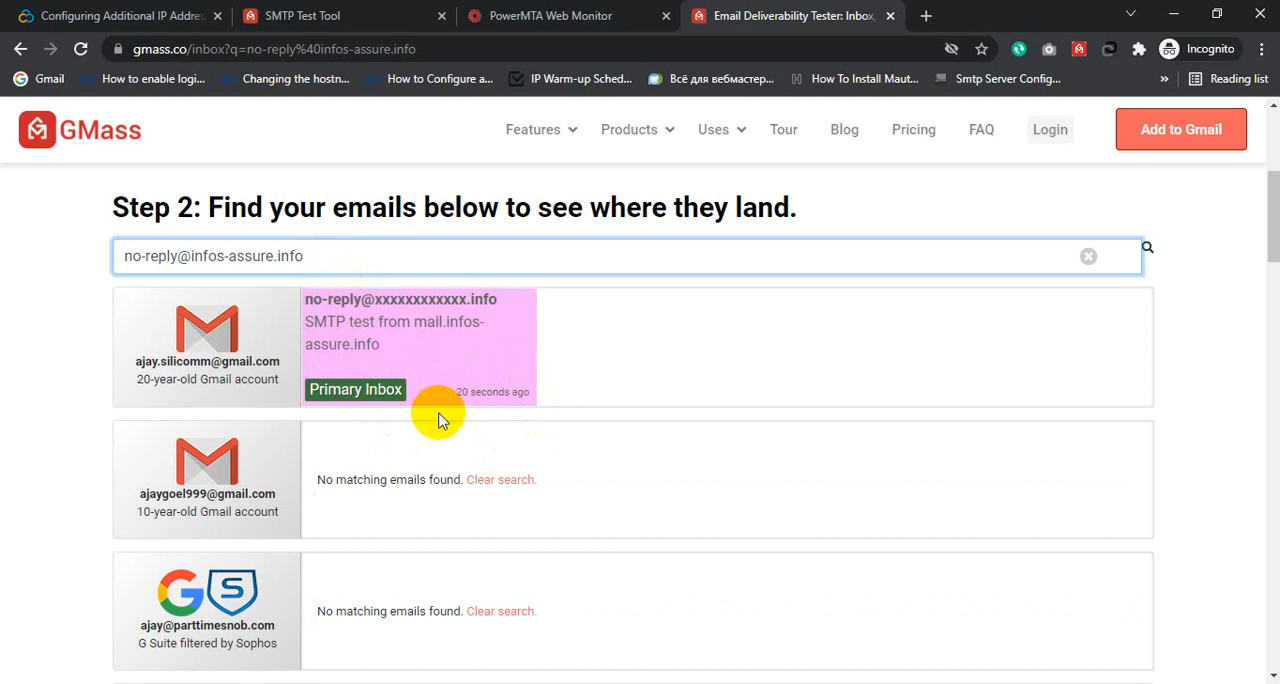 Configuring Additional IP Addres
SMTP Test Tool
PowerMTA Web Monitor
Email Deliverability Tester: Inbox,
gmass.co/inbox?q=no-reply%40infos-assure.info
Incognito
Gmail
How to enable logi...
Changing the hostn...
How to Configure a...
IP Warm-up Sched...
Всё для вебмастер...
How To Install Maut...
Smtp Server Config...
»
Reading list
GMass
Features
Products
Uses
Tour
Blog
Pricing
FAQ
Login
Add to Gmail
Step 2: Find your emails below to see where they land.
no-reply@infos-assure.info
ajay.silicomm@gmail.com
20-year-old Gmail account
no-reply@xxxxxxxxxxxx.info
SMTP test from mail.infos-
assure.info
Primary Inbox
20 seconds ago
ajaygoel999@gmail.com
10-year-old Gmail account
No matching emails found. Clear search.
ajay@parttimesnob.com
G Suite filtered by Sophos
No matching emails found. Clear search.